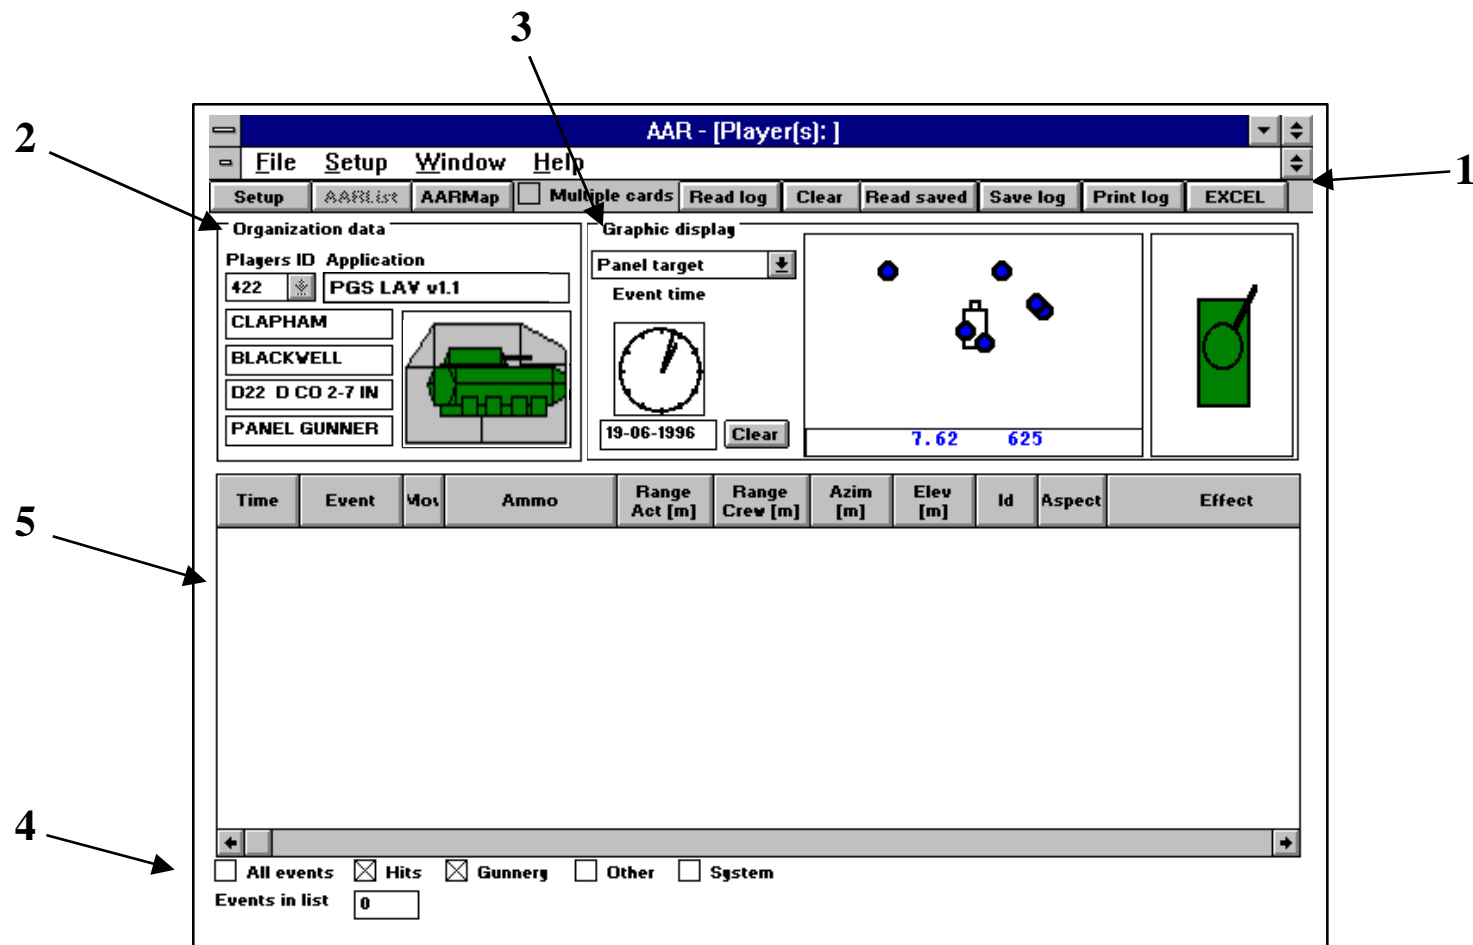 3
2
AAR - [Player(s): ]
File Setup Window Help
1
Setup AARList AARMap Multiple cards Read log Clear Read saved Save log Print log EXCEL
Organization data
Graphic display
Players ID Application
422 PGS LAV v1.1
Panel target
Event time
CLAPHAM
BLACKWELL
D22 D CO 2-7 IN
PANEL GUNNER
19-06-1996 Clear
7.62 625
Time Event Mov Ammo Range Act [m] Range Crew [m] Azim [m] Elev [m] Id Aspect Effect
5
4
All events Hits Gunnery Other System
Events in list 0